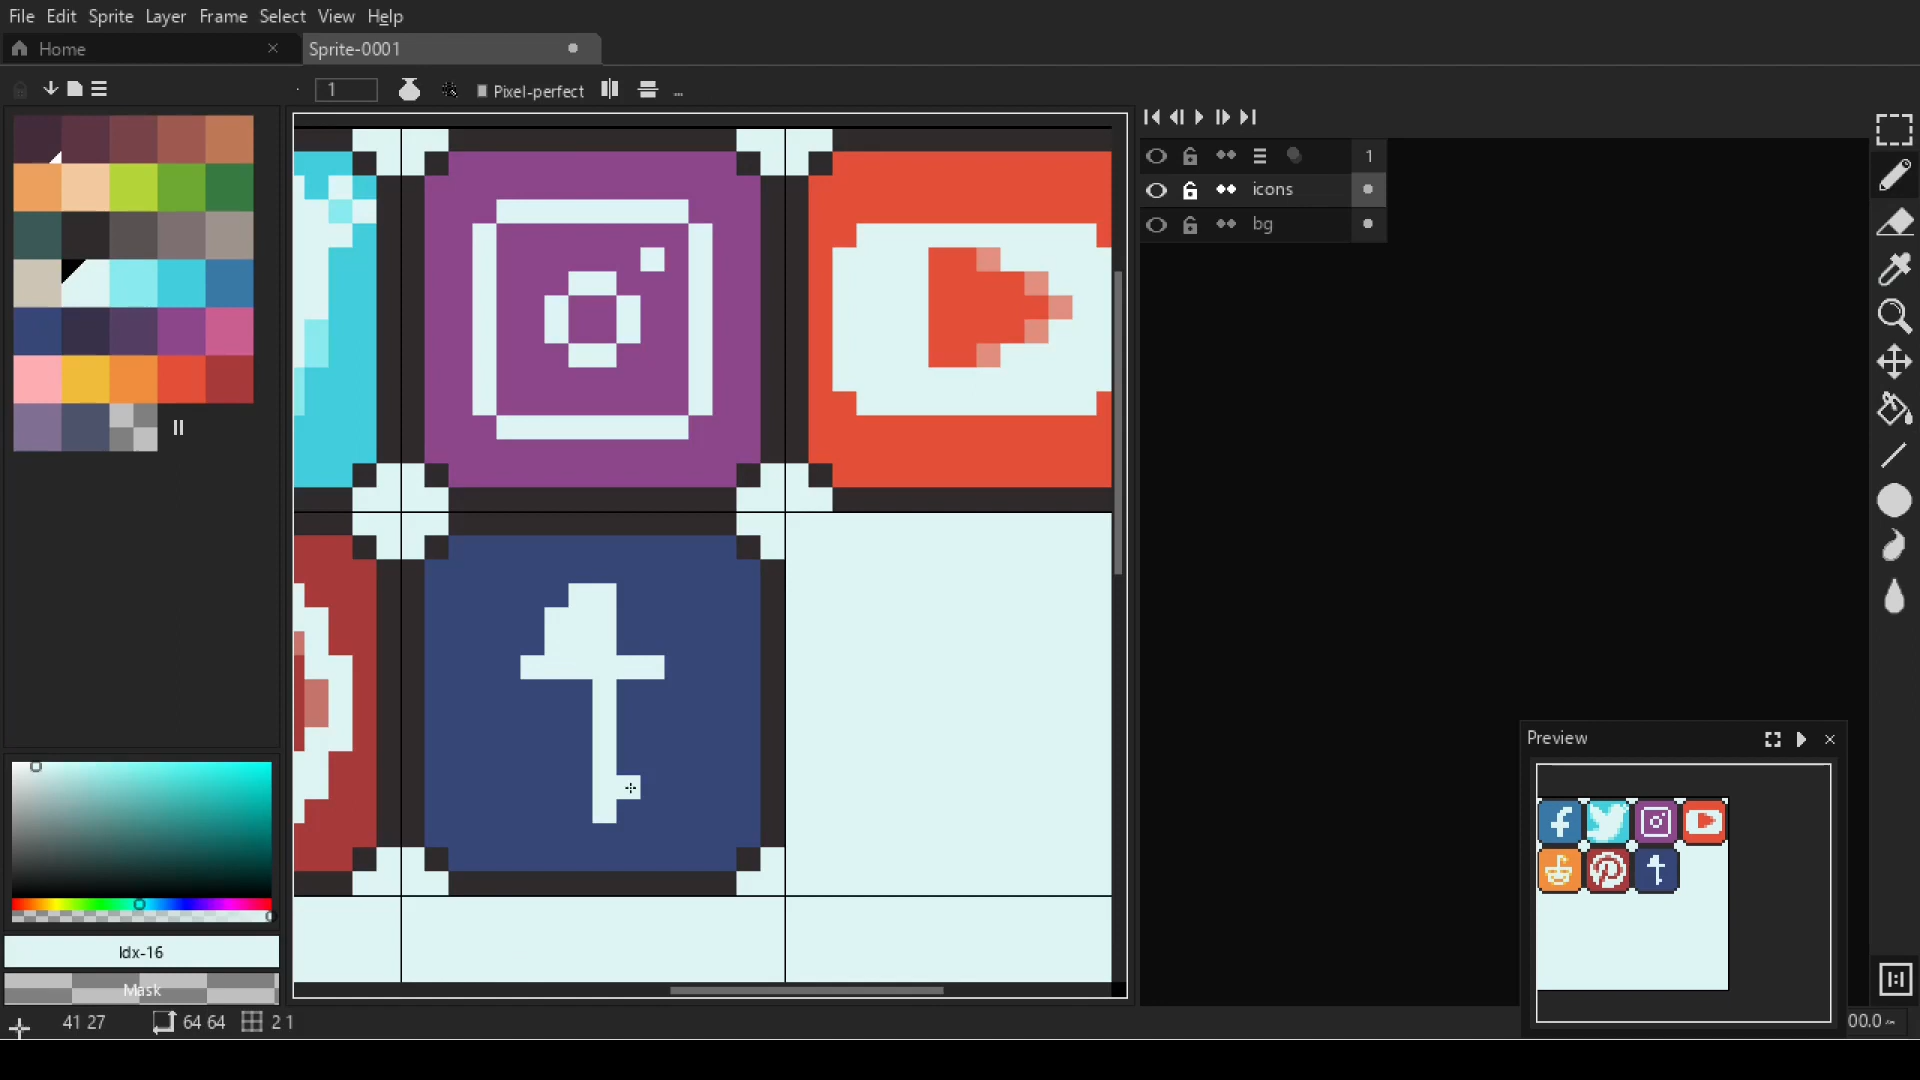 File Edit Sprite Layer Frame Select View Help
Home
Sprite-0001
1
Pixel-perfect
...
1
icons
bg
Preview
Idx-16
Mask
41 27
64 64
2 1
00.0